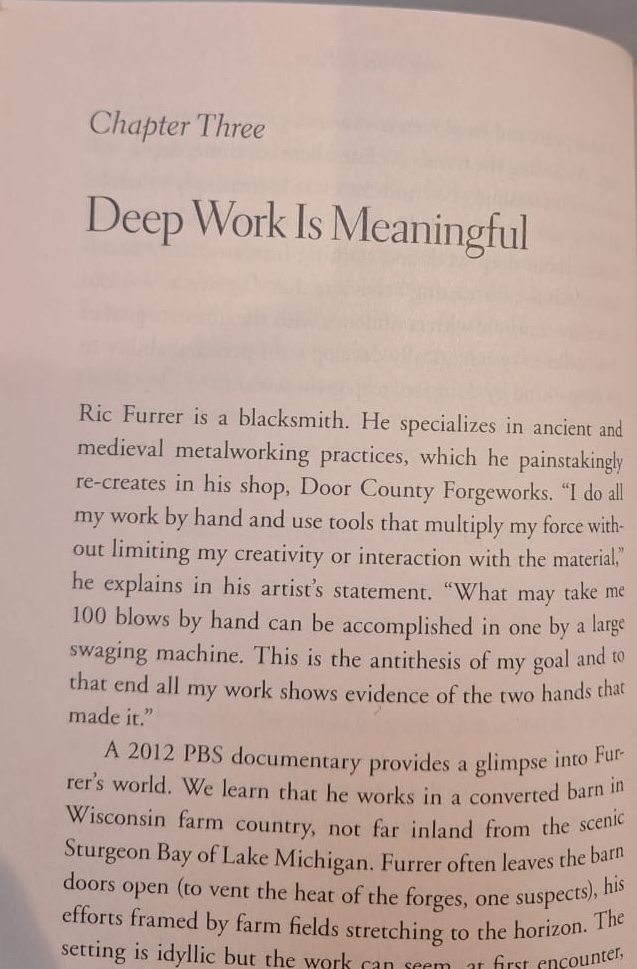 Chapter Three
Deep Work Is Meaningful
Ric Furrer is a blacksmith. He specializes in ancient and
medieval metalworking practices, which he painstakingly
re-creates in his shop, Door County Forgeworks. “I do all
my work by hand and use tools that multiply my force with-
out limiting my creativity or interaction with the material,”
he explains in his artist’s statement. “What may take me
100 blows by hand can be accomplished in one by a large
swaging machine. This is the antithesis of my goal and to
that end all my work shows evidence of the two hands that
made it.”
A 2012 PBS documentary provides a glimpse into Fur-
rer’s world. We learn that he works in a converted barn in
Wisconsin farm country, not far inland from the scenic
Sturgeon Bay of Lake Michigan. Furrer often leaves the barn
doors open (to vent the heat of the forges, one suspects), his
efforts framed by farm fields stretching to the horizon. The
setting is idyllic but the work can seem, at first encounter,